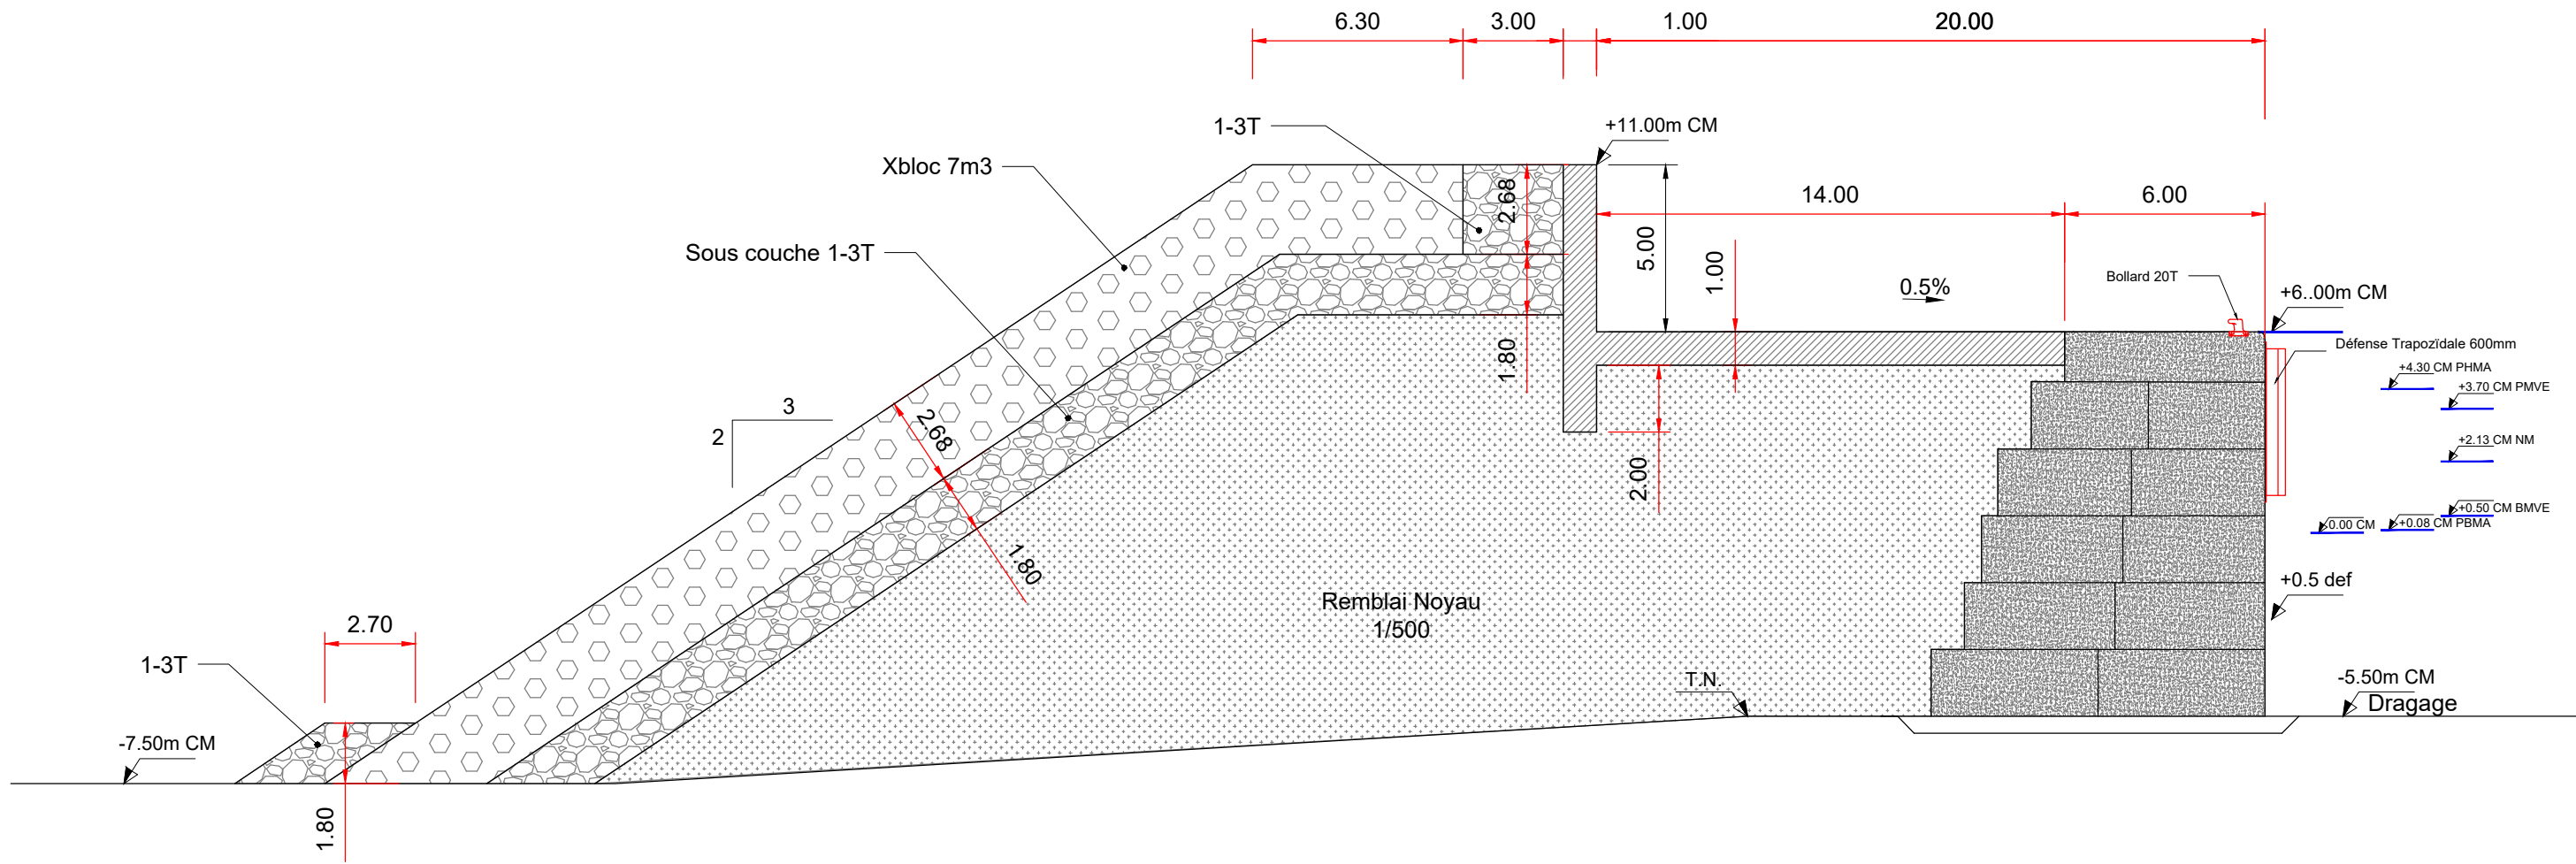 6.30
3.00
1.00
20.00
1-3T
+11.00m CM
Xbloc 7m3
2.68
14.00
6.00
Sous couche 1-3T
5.00
1.00
0.5%
Bollard 20T
+6..00m CM
Défense Trapozïdale 600mm
1.80
+4.30 CM PHMA
+3.70 CM PMVE
3
2
2.68
+2.13 CM NM
2.00
+0.50 CM BMVE
0.00 CM
+0.08 CM PBMA
1.80
+0.5 def
Remblai Noyau
1/500
2.70
1-3T
T.N.
-5.50m CM
Dragage
-7.50m CM
1.80